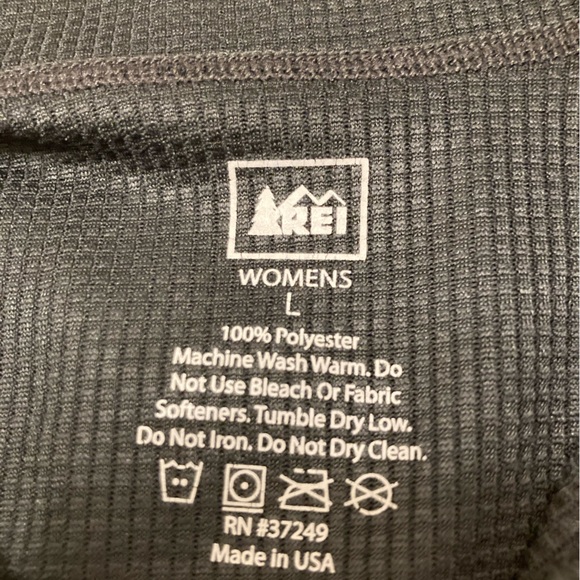 REI
WOMENS
L
100% Polyester
Machine Wash Warm. Do
Not Use Bleach Or Fabric
Softeners. Tumble Dry Low.
Do Not Iron. Do Not Dry Clean.
RN #37249
Made in USA